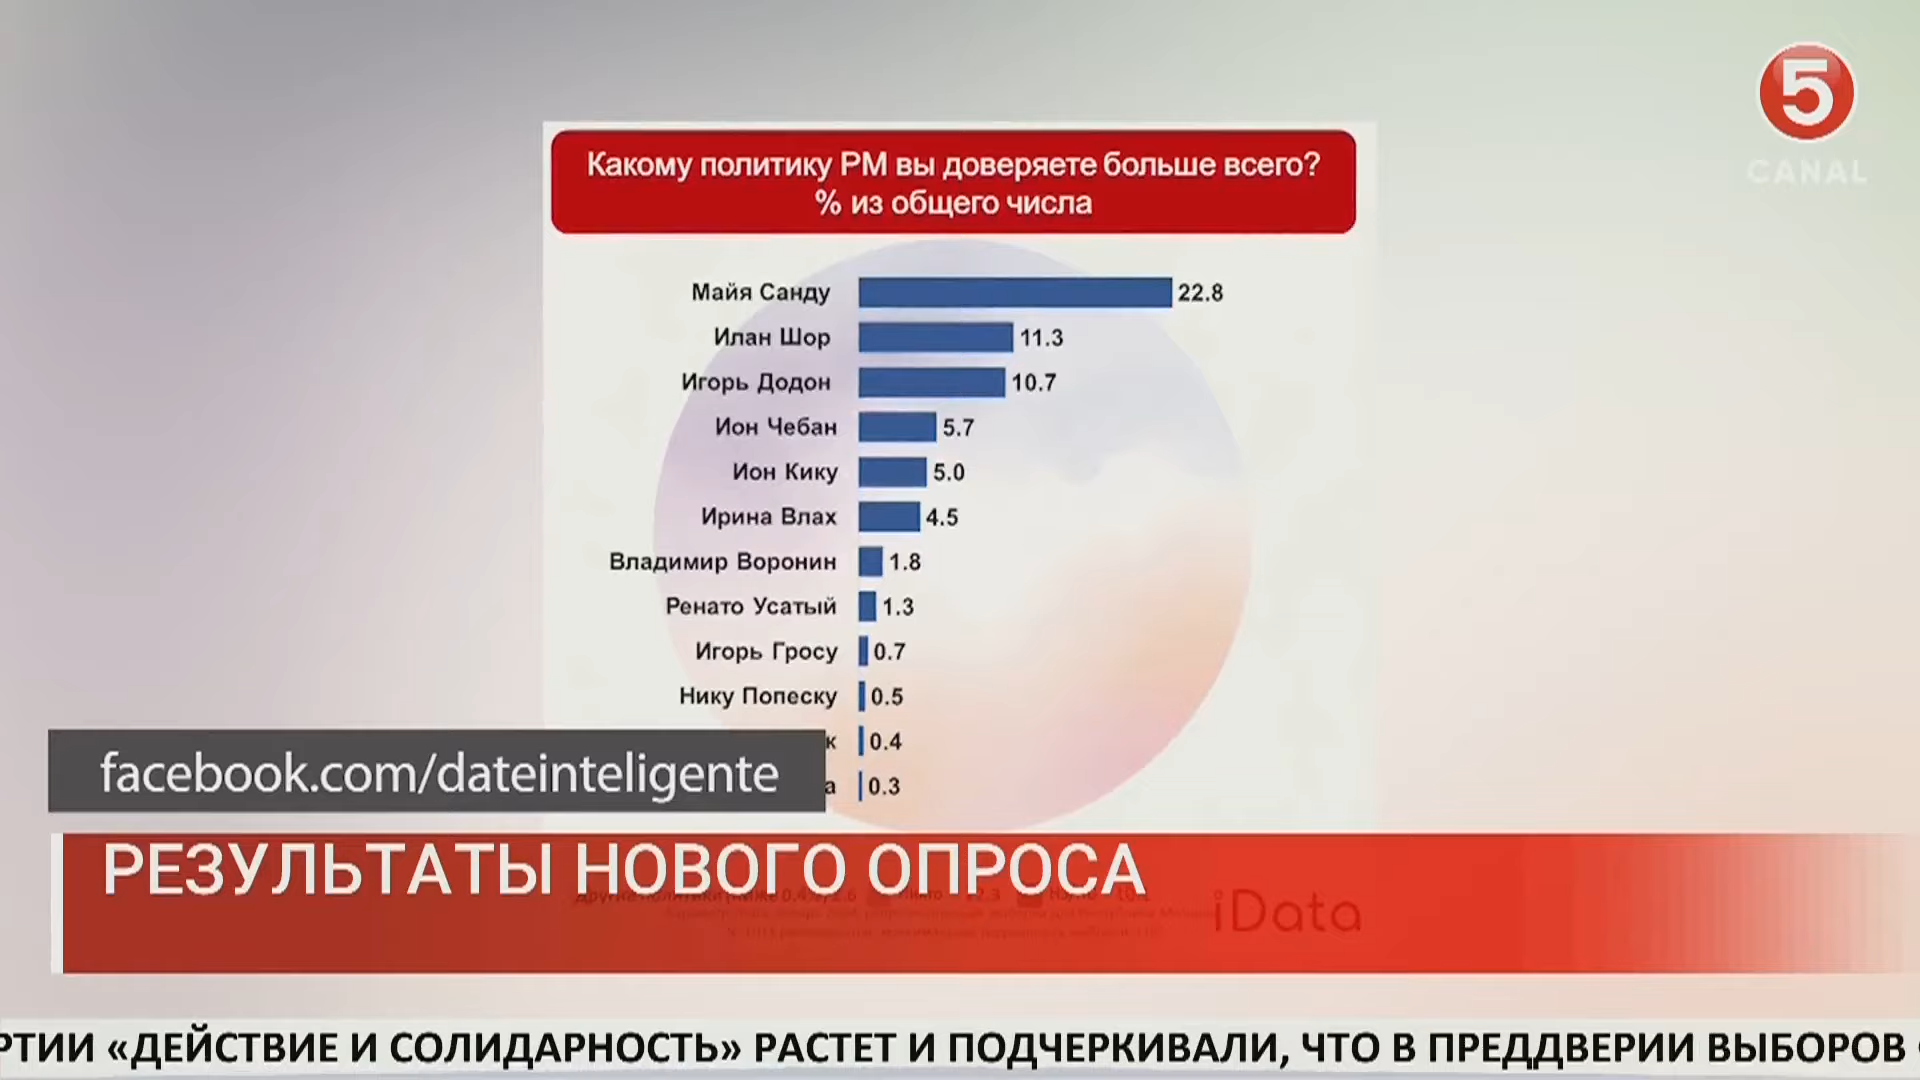 5
CANAL
Какому политику РМ вы доверяете больше всего?
% из общего числа
Майя Санду 22.8
Илан Шор 11.3
Игорь Додон 10.7
Ион Чебан 5.7
Ион Кику 5.0
Ирина Влах 4.5
Владимир Воронин 1.8
Ренато Усатый 1.3
Игорь Гросу 0.7
Нику Попеску 0.5
к 0.4
а 0.3
facebook.com/dateinteligente
РЕЗУЛЬТАТЫ НОВОГО ОПРОСА
iData
РТИИ «ДЕЙСТВИЕ И СОЛИДАРНОСТЬ» РАСТЕТ И ПОДЧЕРКИВАЛИ, ЧТО В ПРЕДДВЕРИИ ВЫБОРОВ